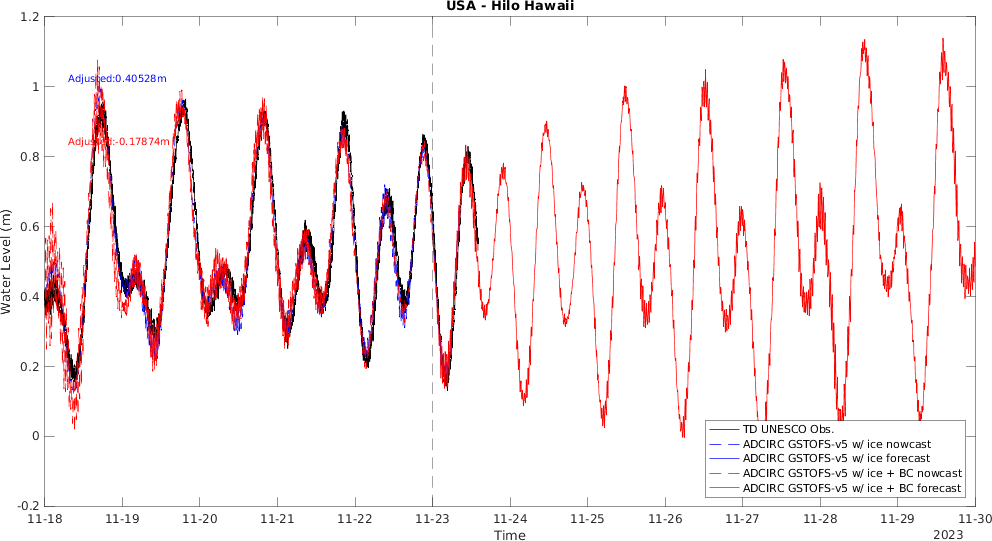 USA - Hilo Hawaii
1.2
1
0.8
0.6
0.4
0.2
0
-0.2
Water Level (m)
Adjusted:0.40528m
Adjusted:-0.17874m
TD UNESCO Obs.
ADCIRC GSTOFS-v5 w/ ice nowcast
ADCIRC GSTOFS-v5 w/ ice forecast
ADCIRC GSTOFS-v5 w/ ice + BC nowcast
ADCIRC GSTOFS-v5 w/ ice + BC forecast
11-18 11-19 11-20 11-21 11-22 11-23 11-24 11-25 11-26 11-27 11-28 11-29 11-30
Time
2023